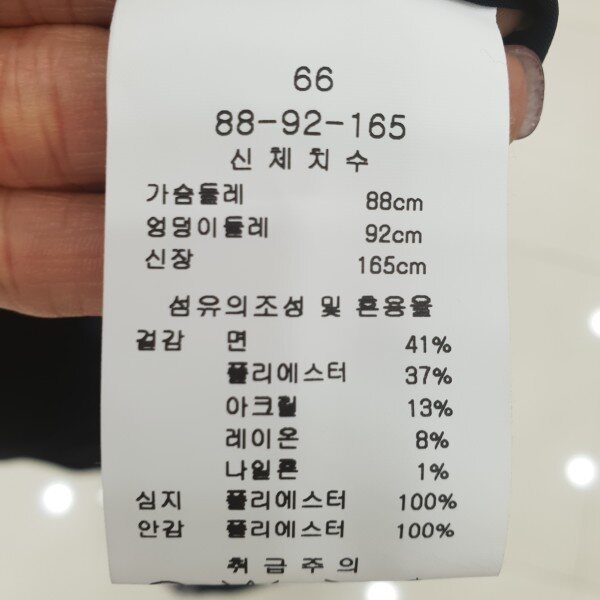 66
88-92-165
신체치수
가슴둘레 88cm
엉덩이둘레 92cm
신장 165cm
섬유의조성 및 혼용율
겉감 면 41%
폴리에스터 37%
아크릴 13%
레이온 8%
나일론 1%
심지 폴리에스터 100%
안감 폴리에스터 100%
취급주의